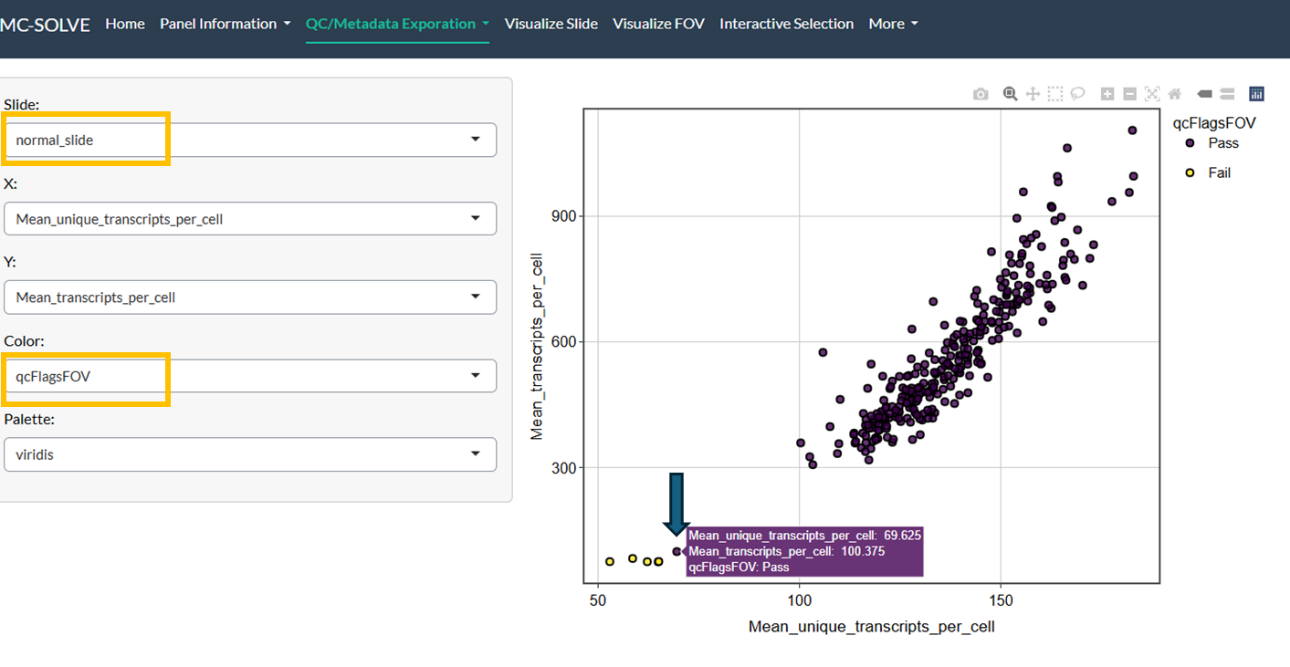 MC-SOLVE Home Panel Information QC/Metadata Exporation Visualize Slide Visualize FOV Interactive Selection More
Slide:
normal_slide
X:
Mean_unique_transcripts_per_cell
Y:
Mean_transcripts_per_cell
Color:
qcFlagsFOV
Palette:
viridis
Mean_transcripts_per_cell
900
600
300
50 100 150
Mean_unique_transcripts_per_cell
Mean_unique_transcripts_per_cell: 69.625
Mean_transcripts_per_cell: 100.375
qcFlagsFOV: Pass
qcFlagsFOV
Pass
Fail